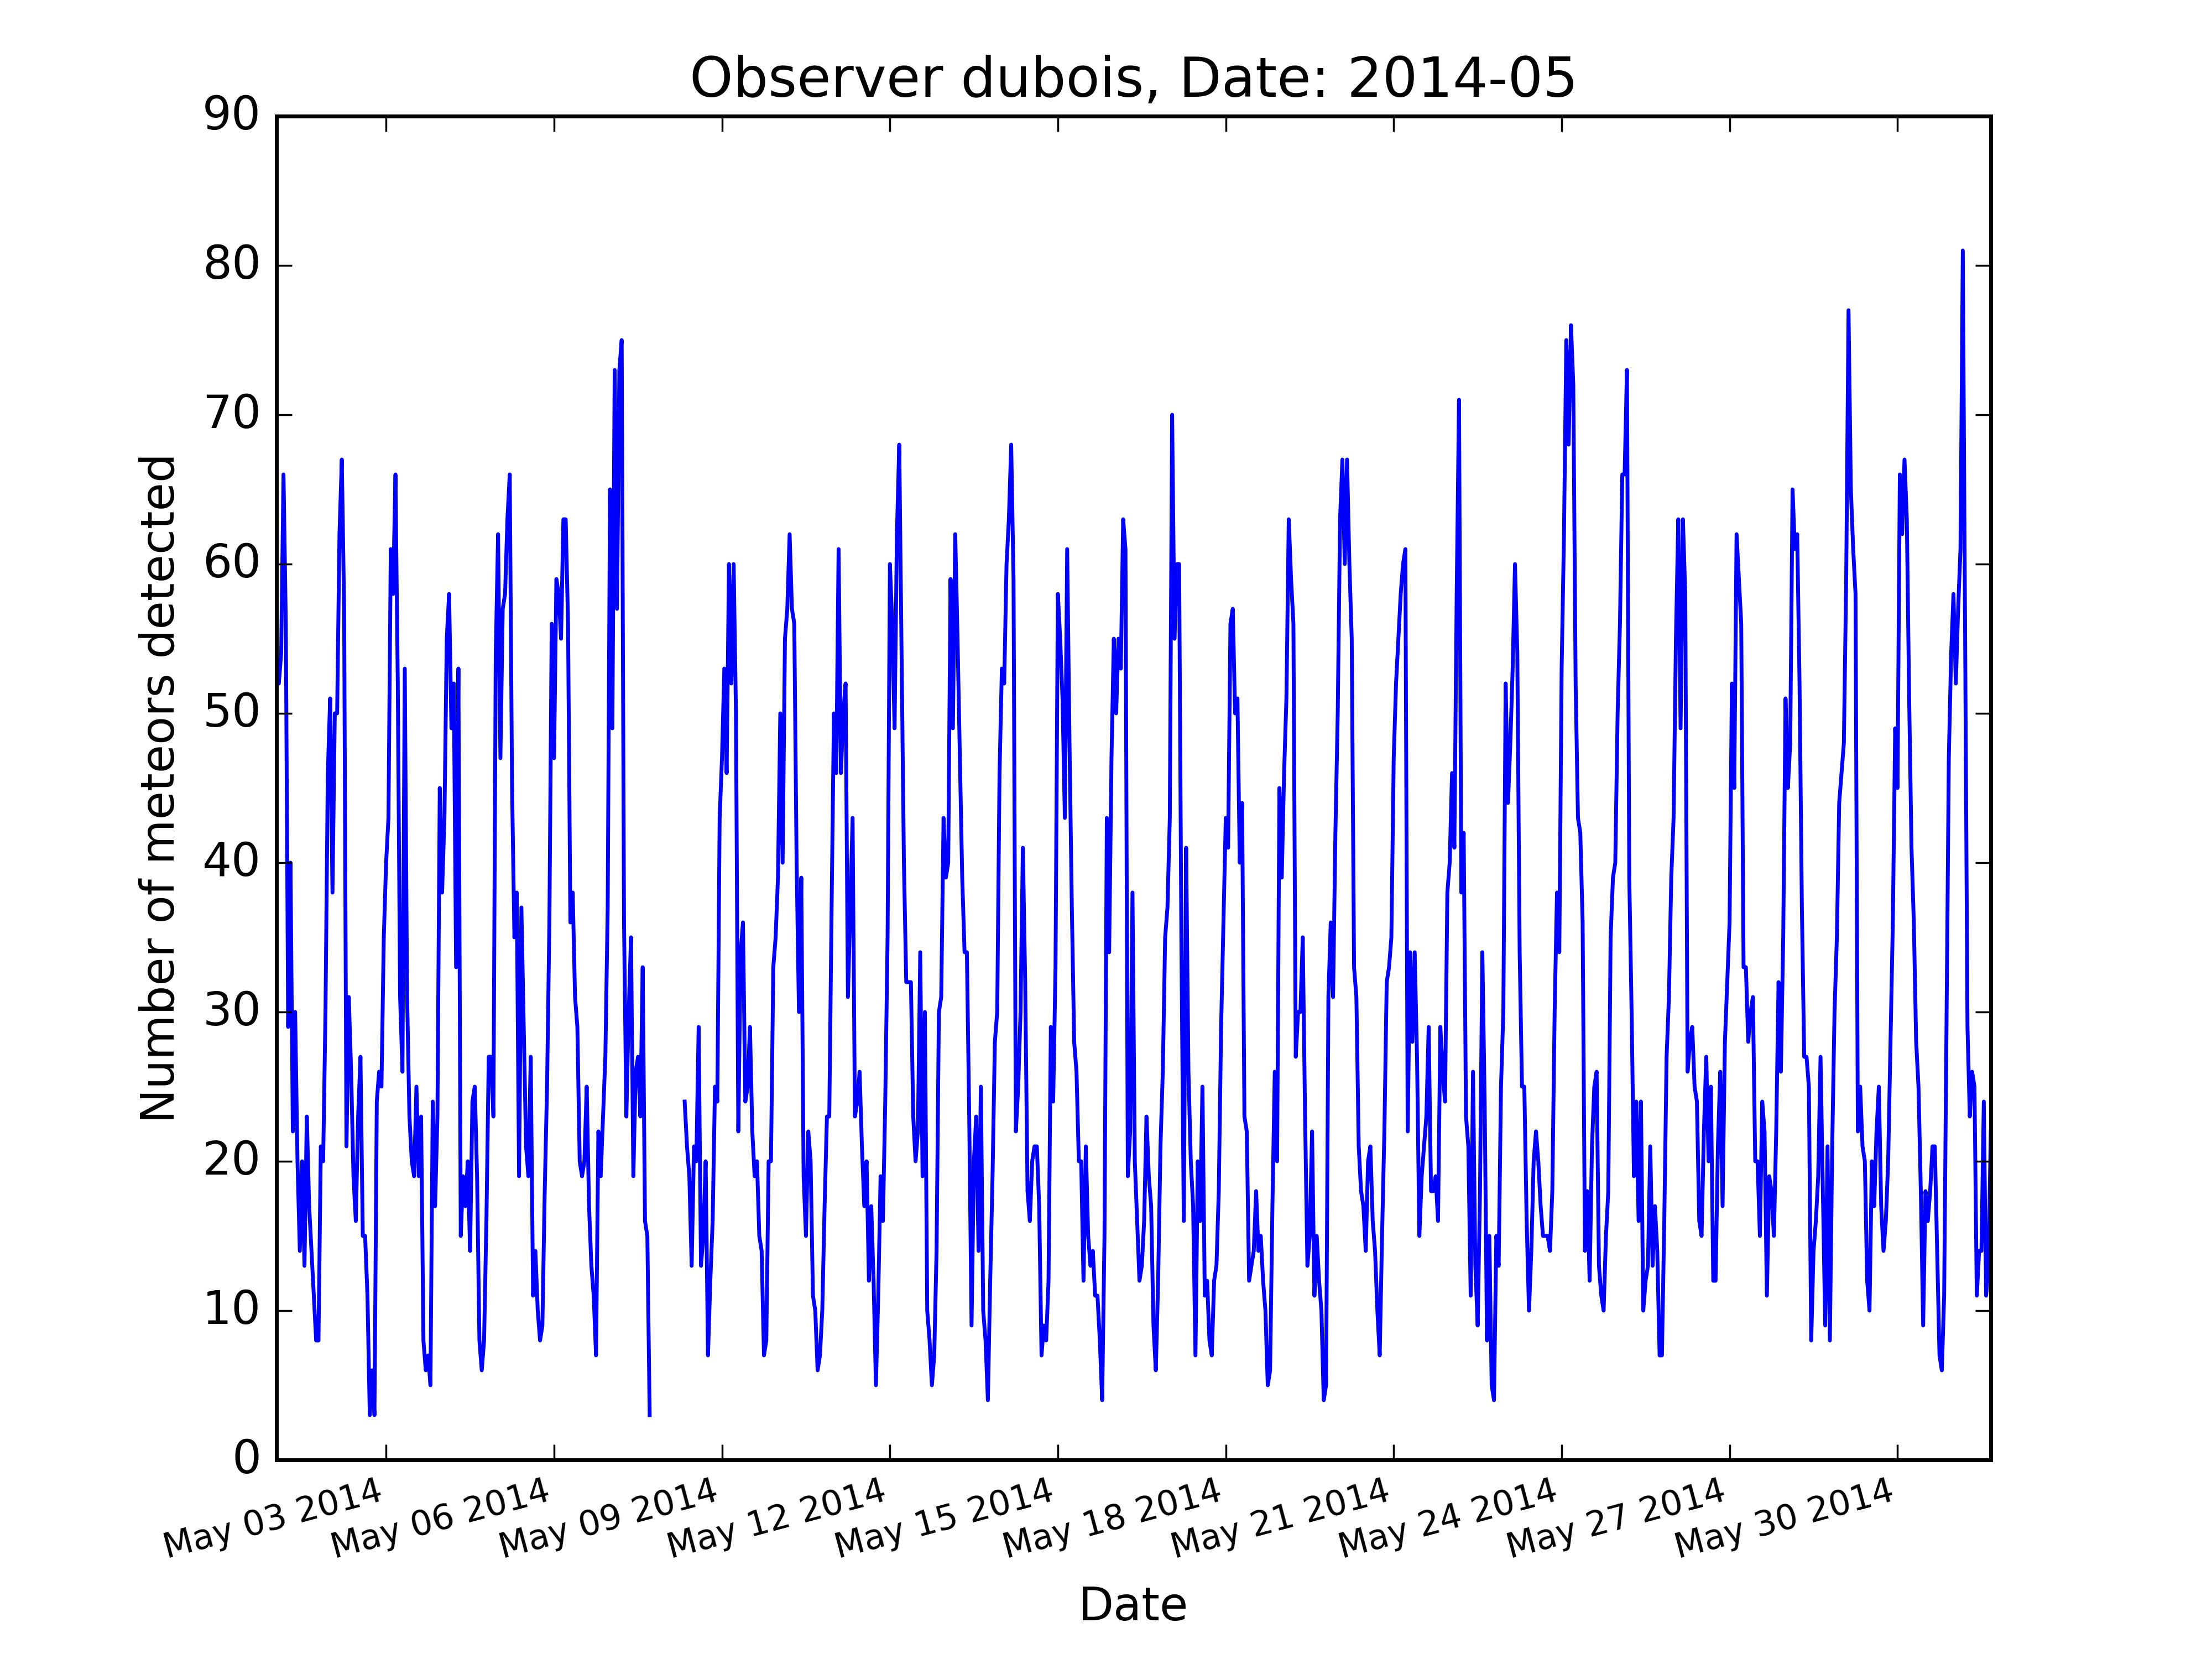 Observer dubois, Date: 2014-05
90
80
70
60
50
40
30
20
10
0
Number of meteors detected
May 03 2014
May 06 2014
May 09 2014
May 12 2014
May 15 2014
May 18 2014
May 21 2014
May 24 2014
May 27 2014
May 30 2014
Date